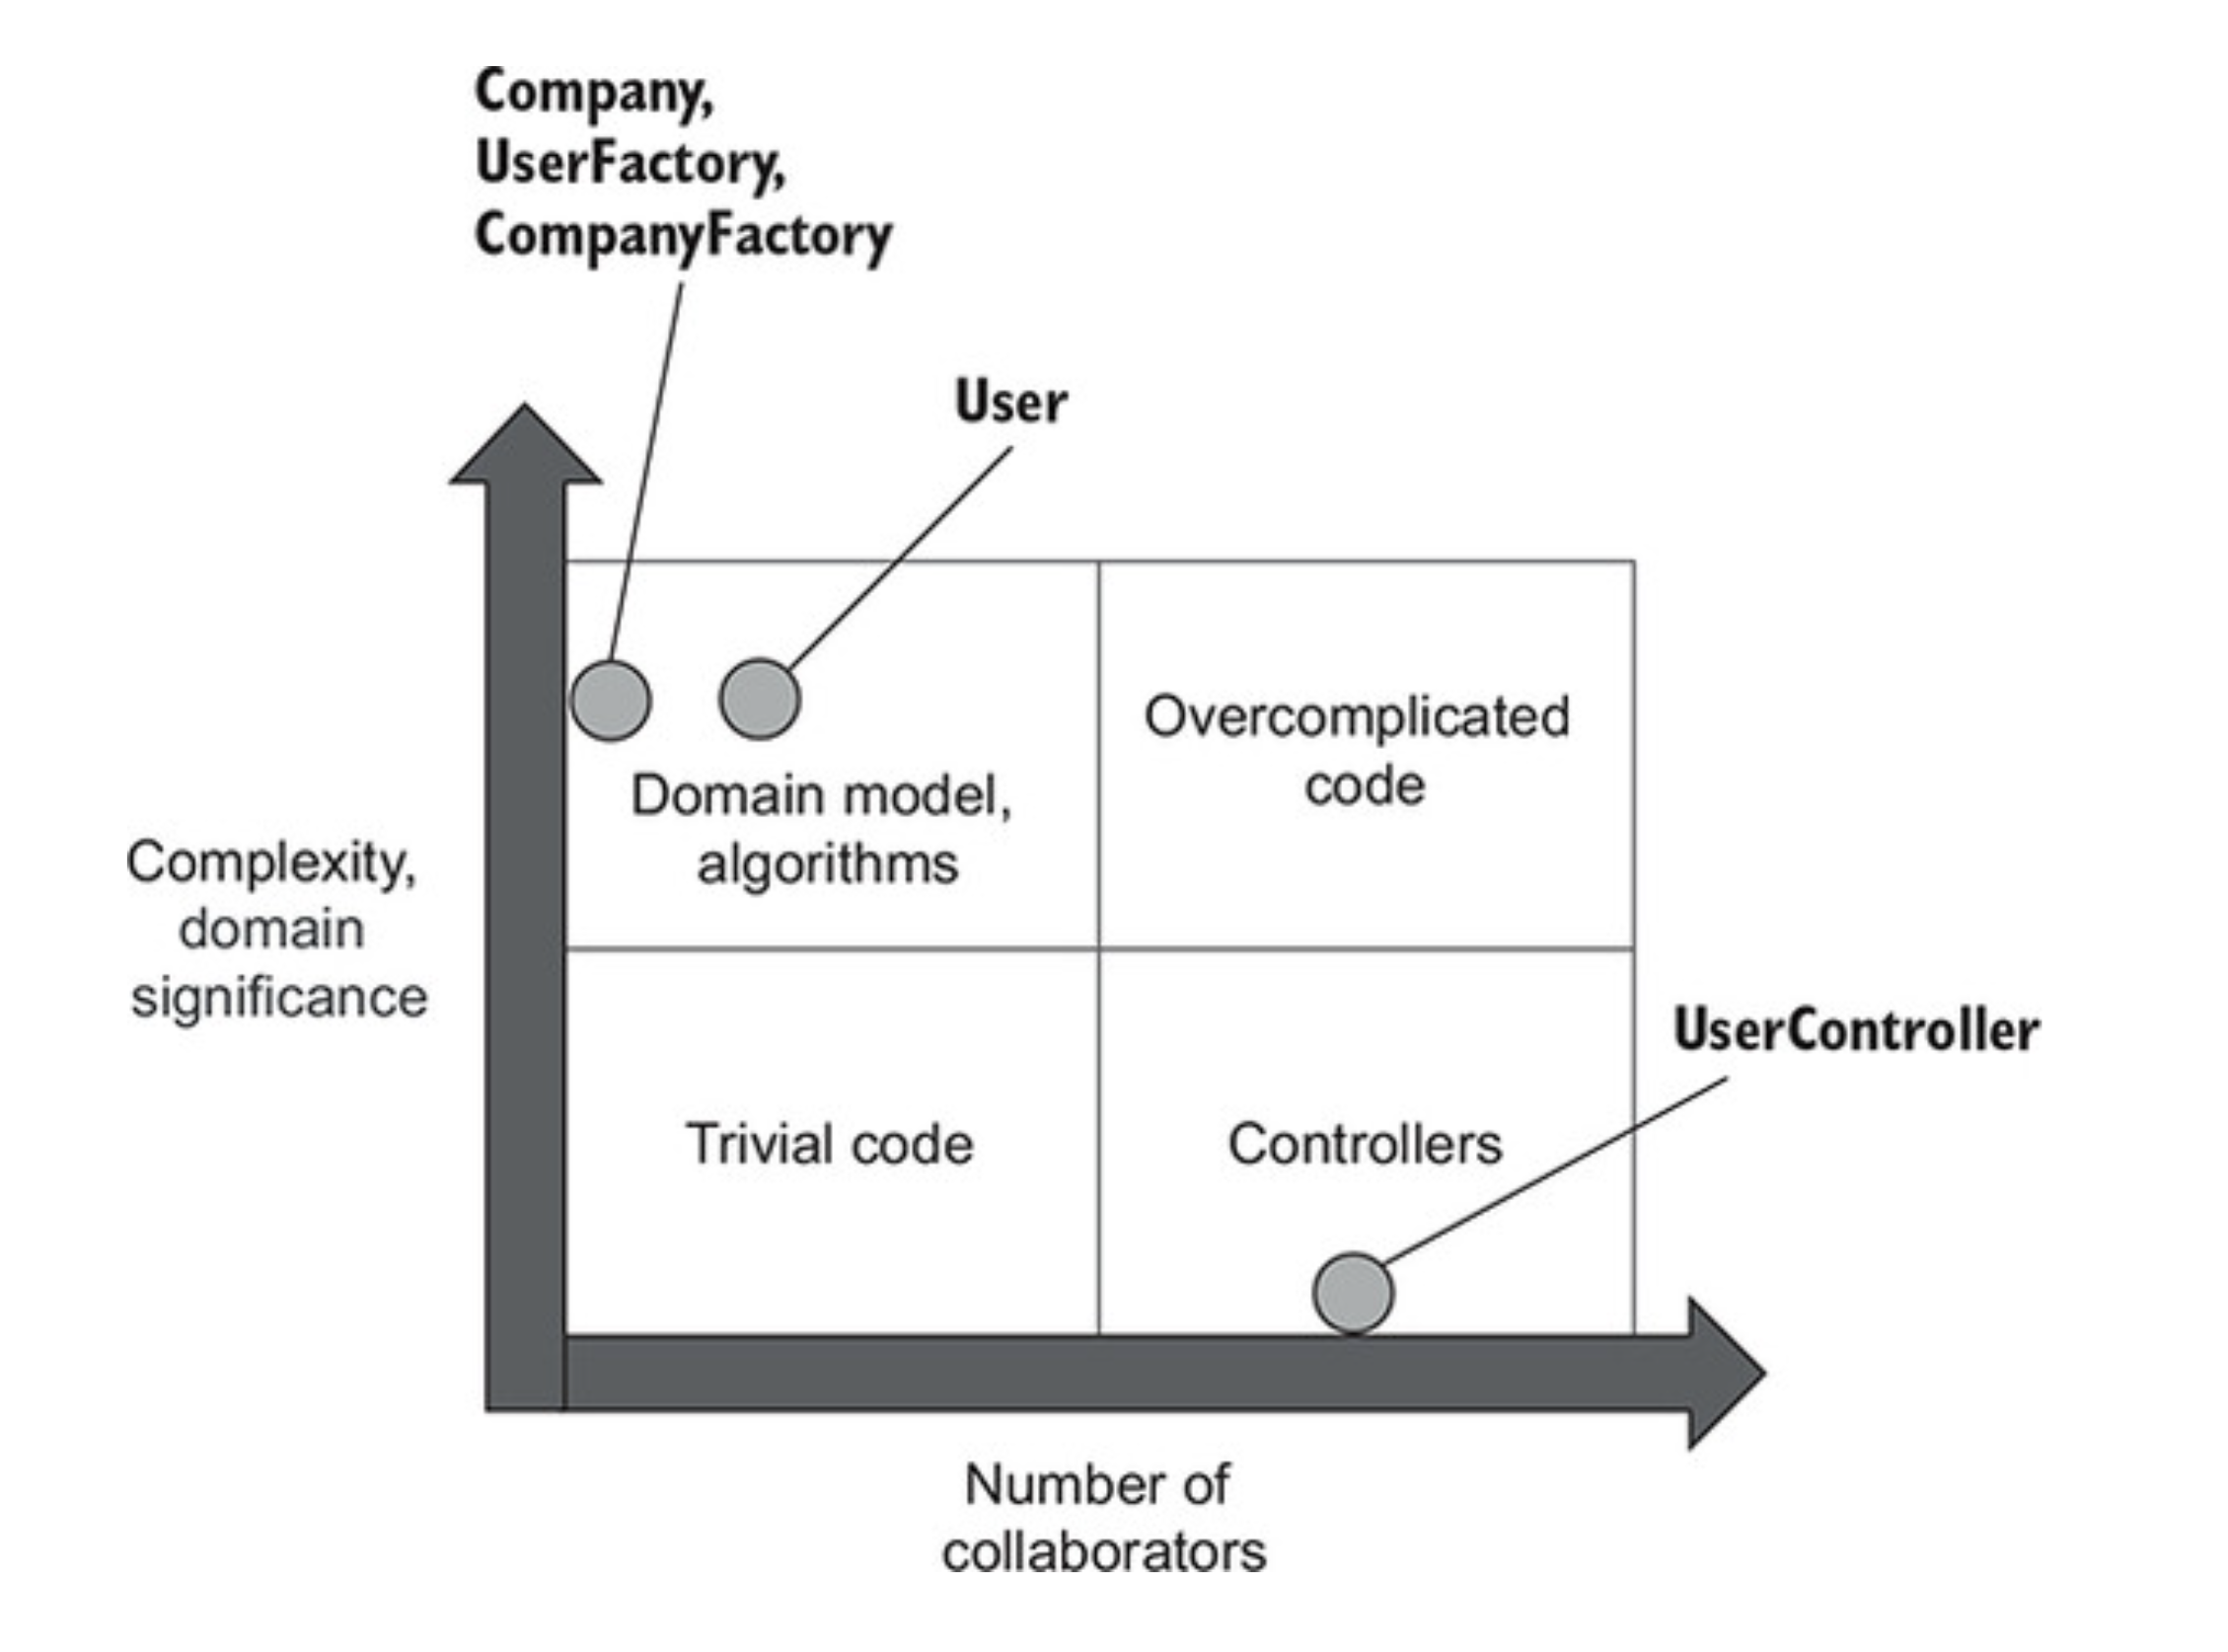 Company,
UserFactory,
CompanyFactory
User
Overcomplicated
code
Domain model,
algorithms
Complexity,
domain
significance
UserController
Trivial code
Controllers
Number of
collaborators